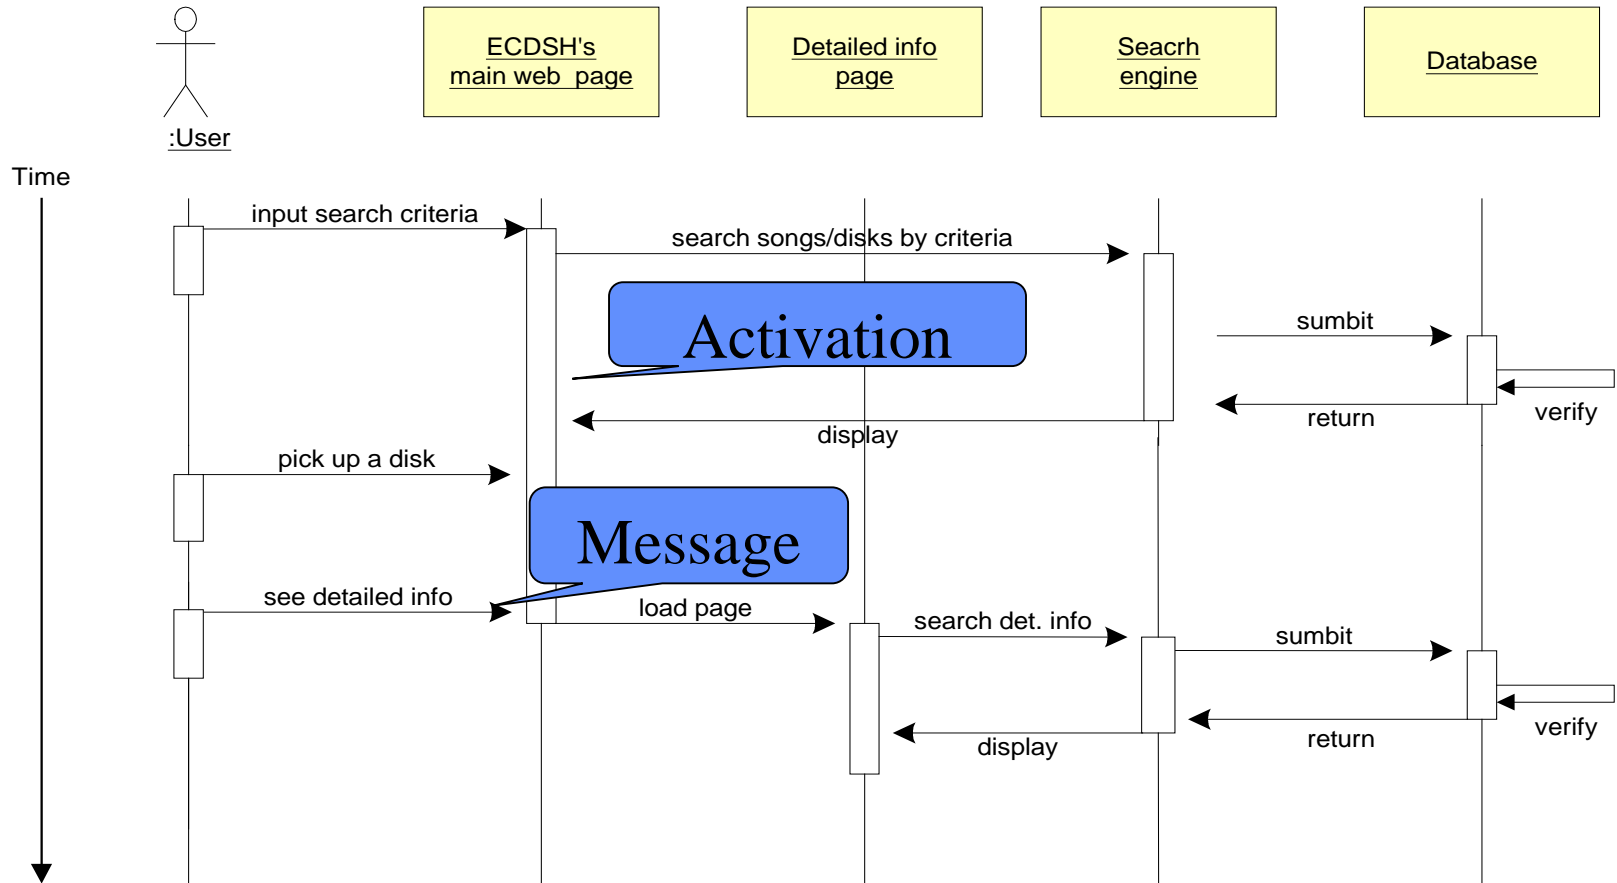 ECDSH's
main web page
Detailed info
page
Seacrh
engine
Database
:User
Time
input search criteria
search songs/disks by criteria
Activation
sumbit
verify
return
display
pick up a disk
Message
see detailed info
load page
search det. info
sumbit
verify
return
display